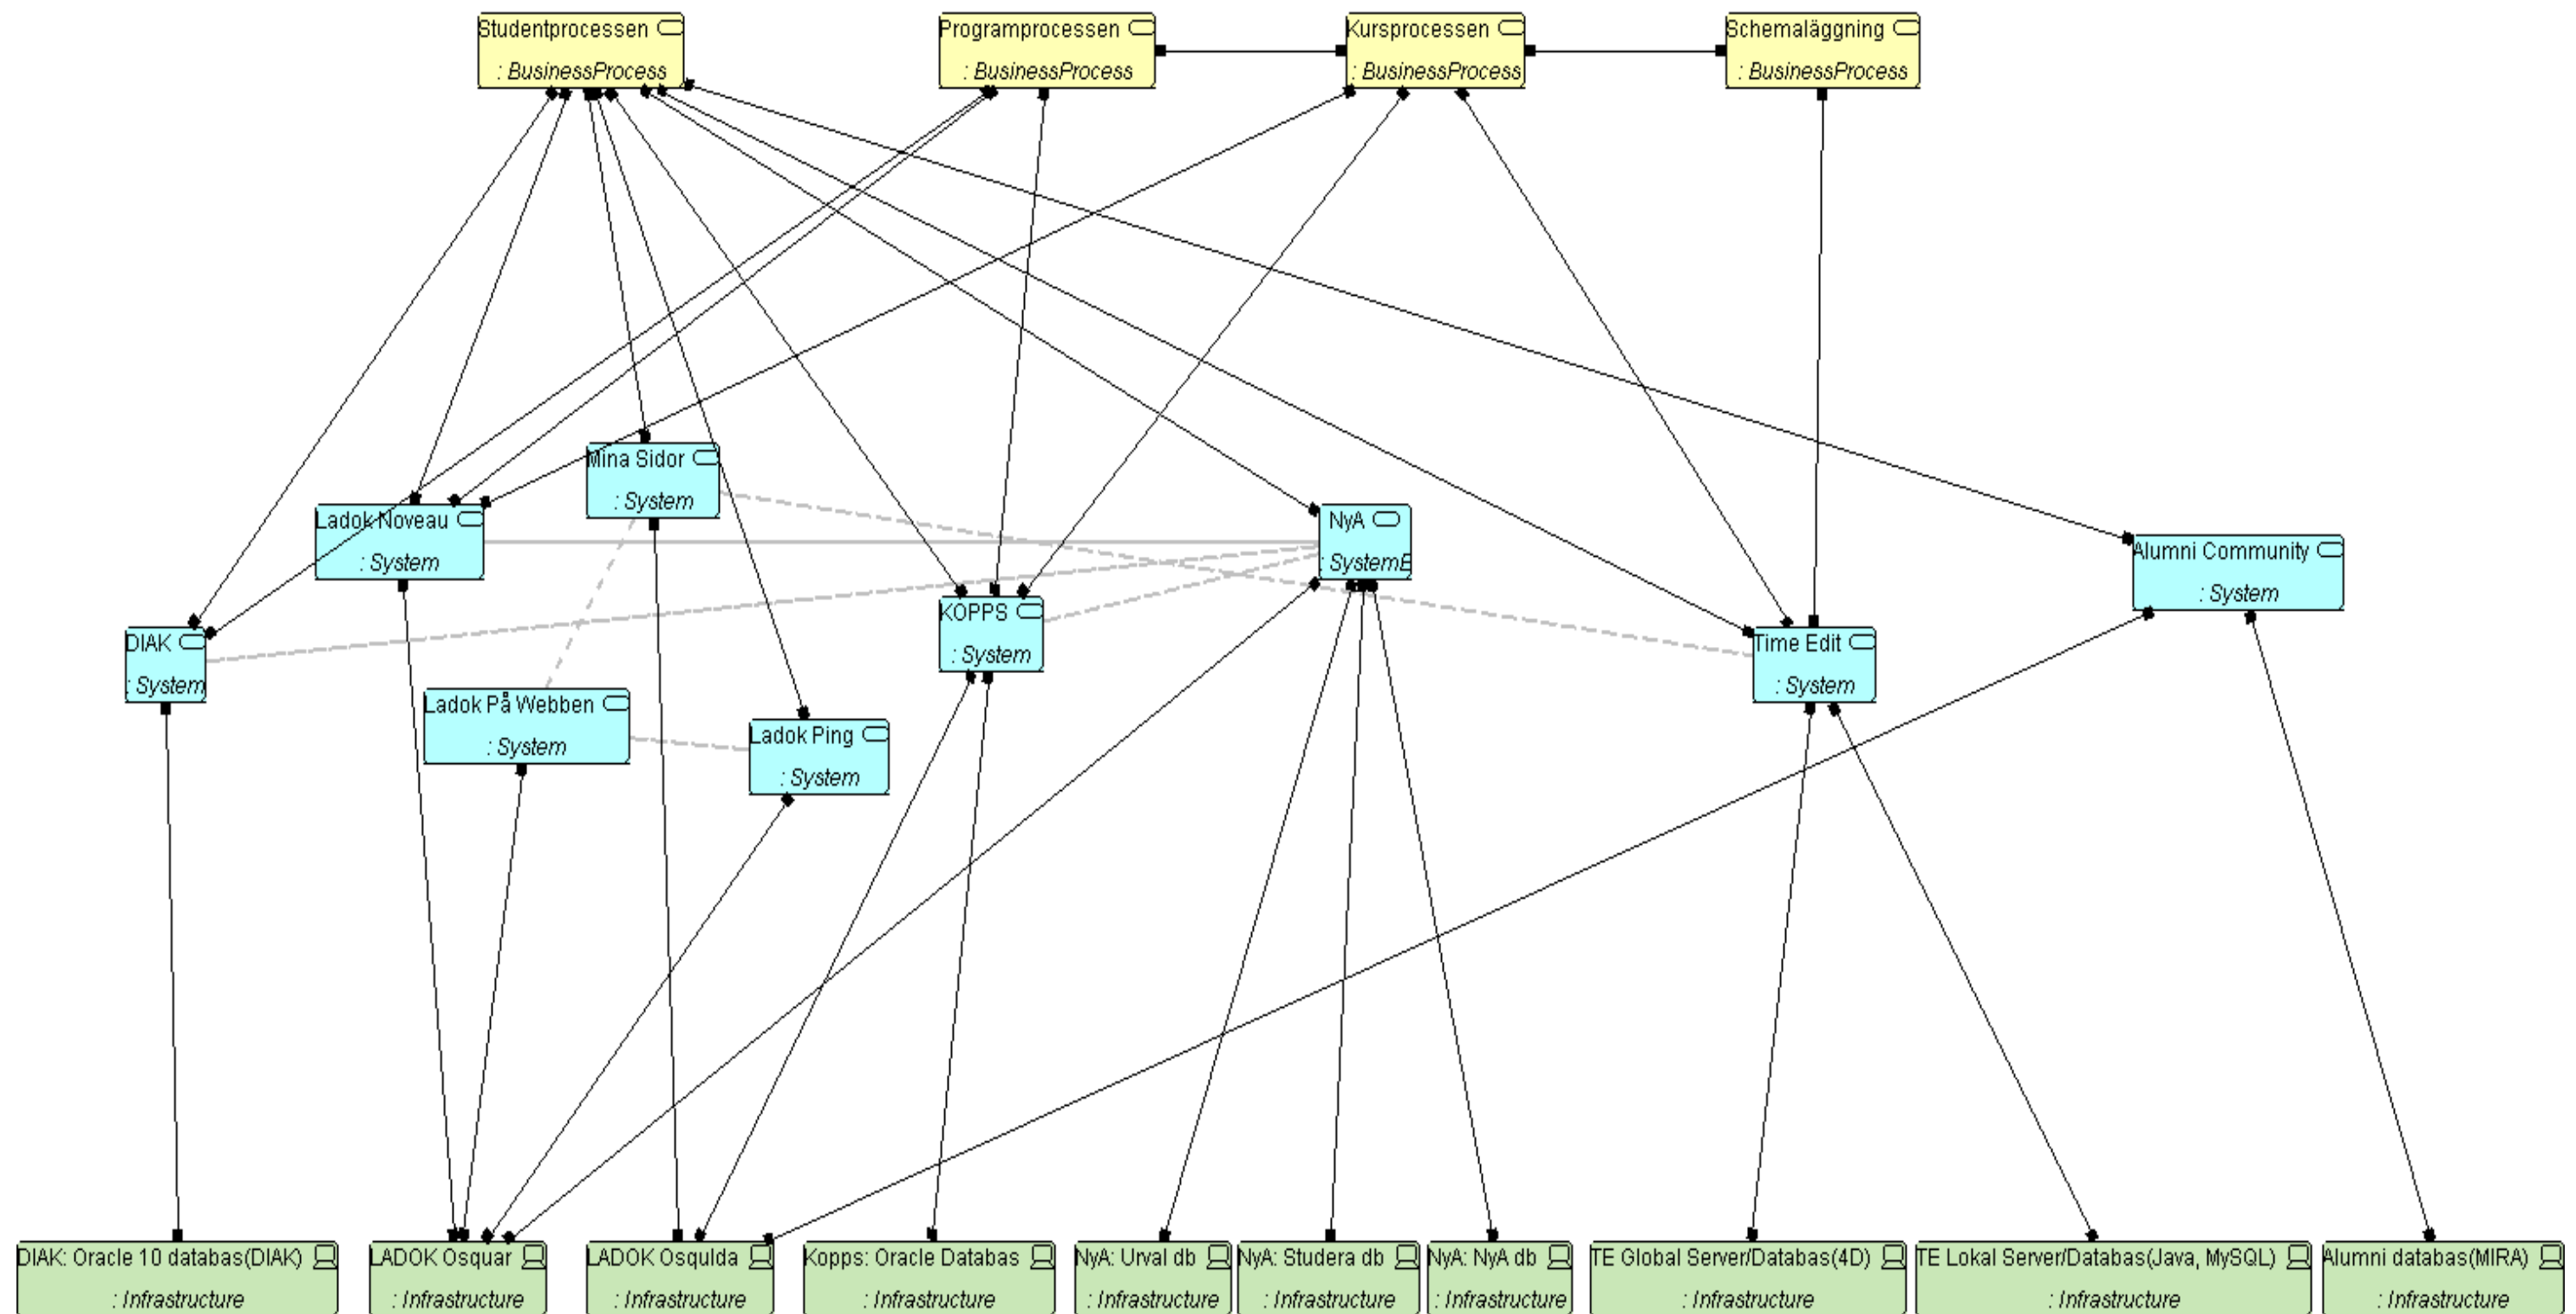 Studentprocessen
: BusinessProcess
Programprocessen
: BusinessProcess
Kursprocessen
: BusinessProcess
Schemaläggning
: BusinessProcess
Mina Sidor
: System
Ladok Noveau
: System
NyA
: SystemE
Alumni Community
: System
KOPPS
: System
DIAK
: System
Time Edit
: System
Ladok På Webben
: System
Ladok Ping
: System
DIAK: Oracle 10 databas(DIAK)
: Infrastructure
LADOK Osquar
: Infrastructure
LADOK Osqulda
: Infrastructure
Kopps: Oracle Databas
: Infrastructure
NyA: Urval db
: Infrastructure
NyA: Studera db
: Infrastructure
NyA: NyA db
: Infrastructure
TE Global Server/Databas(4D)
: Infrastructure
TE Lokal Server/Databas(Java, MySQL)
: Infrastructure
Alumni databas(MIRA)
: Infrastructure